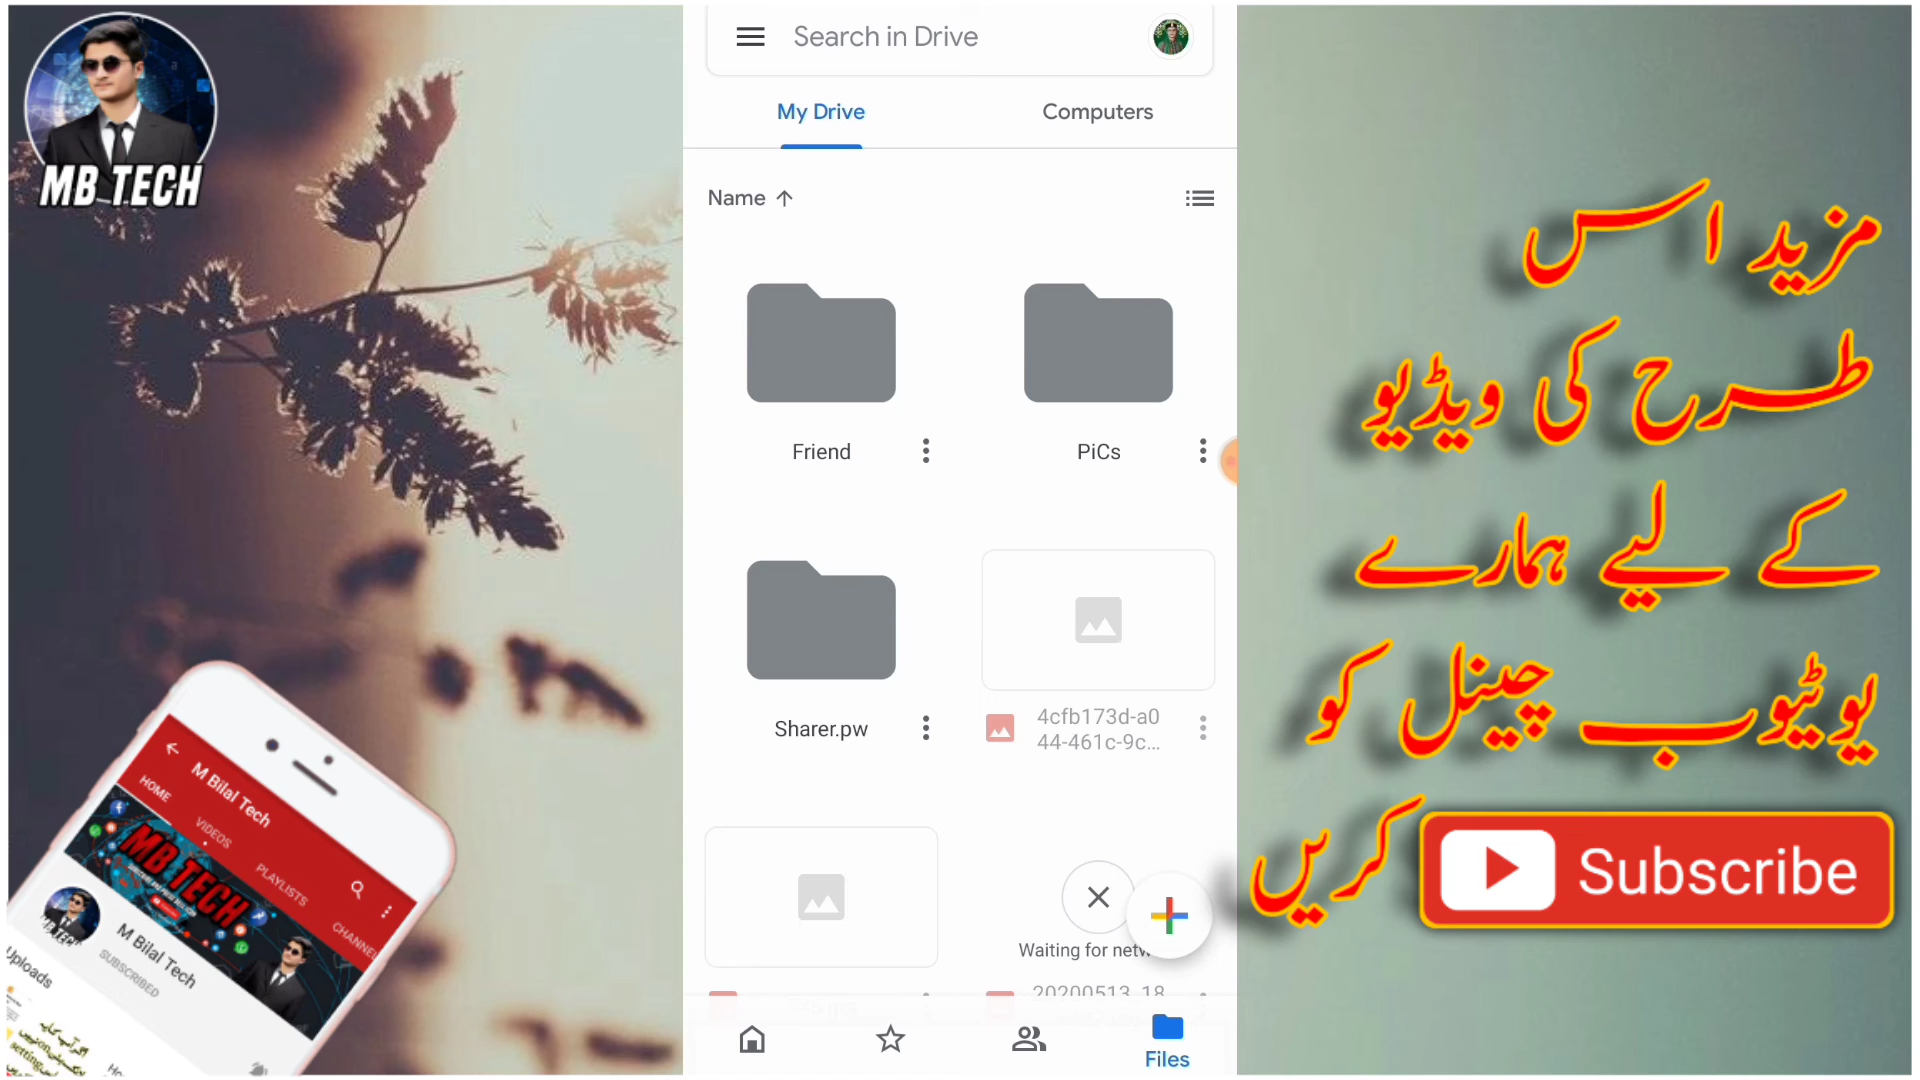 MB TECH
Search in Drive
My Drive
Computers
Name
Friend
PiCs
Sharer.pw
4cfb173d-a0
44-461c-9c...
Waiting for netw
20200513_18
Files
M Bilal Tech
HOME
VIDEOS
PLAYLISTS
CHANNEL
MB TECH
M Bilal Tech
SUBSCRIBED
Uploads
مزید اس
طرح کی ویڈیو
کے لیے ہمارے
یوٹیوب چینل کو
کریں
Subscribe